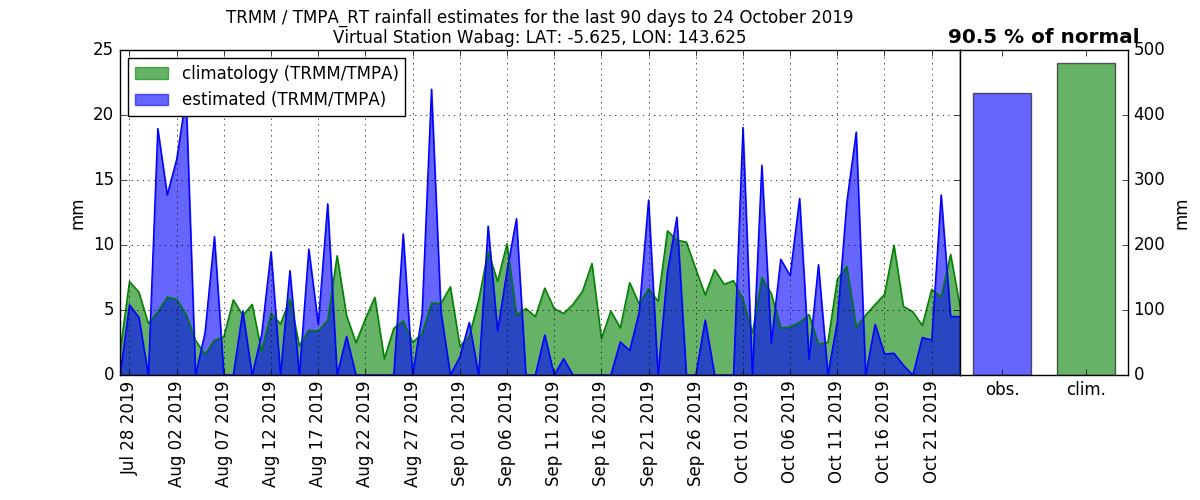 TRMM / TMPA_RT rainfall estimates for the last 90 days to 24 October 2019
Virtual Station Wabag: LAT: -5.625, LON: 143.625
90.5 % of normal
climatology (TRMM/TMPA)
estimated (TRMM/TMPA)
25
20
15
10
5
0
mm
500
400
300
200
100
0
mm
Jul 28 2019
Aug 02 2019
Aug 07 2019
Aug 12 2019
Aug 17 2019
Aug 22 2019
Aug 27 2019
Sep 01 2019
Sep 06 2019
Sep 11 2019
Sep 16 2019
Sep 21 2019
Sep 26 2019
Oct 01 2019
Oct 06 2019
Oct 11 2019
Oct 16 2019
Oct 21 2019
obs.
clim.